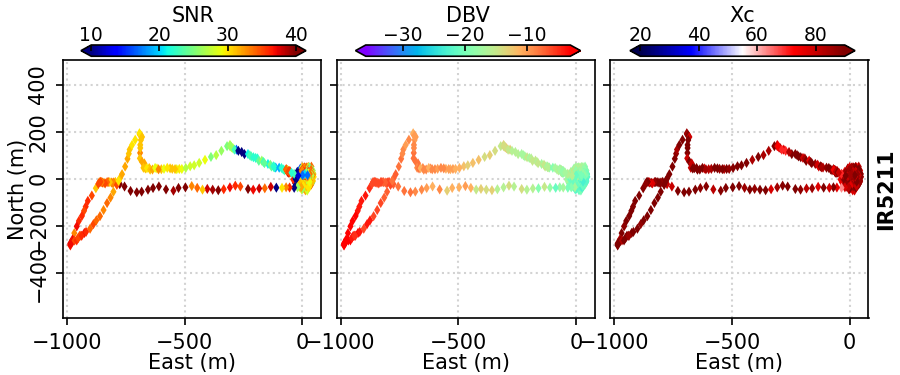 SNR DBV Xc
10 20 30 40 −30 −20 −10 20 40 60 80
400
200
0
−200
−400
North (m)
IR5211
−1000 −500 0 −1000 −500 0 −1000 −500 0
East (m) East (m) East (m)